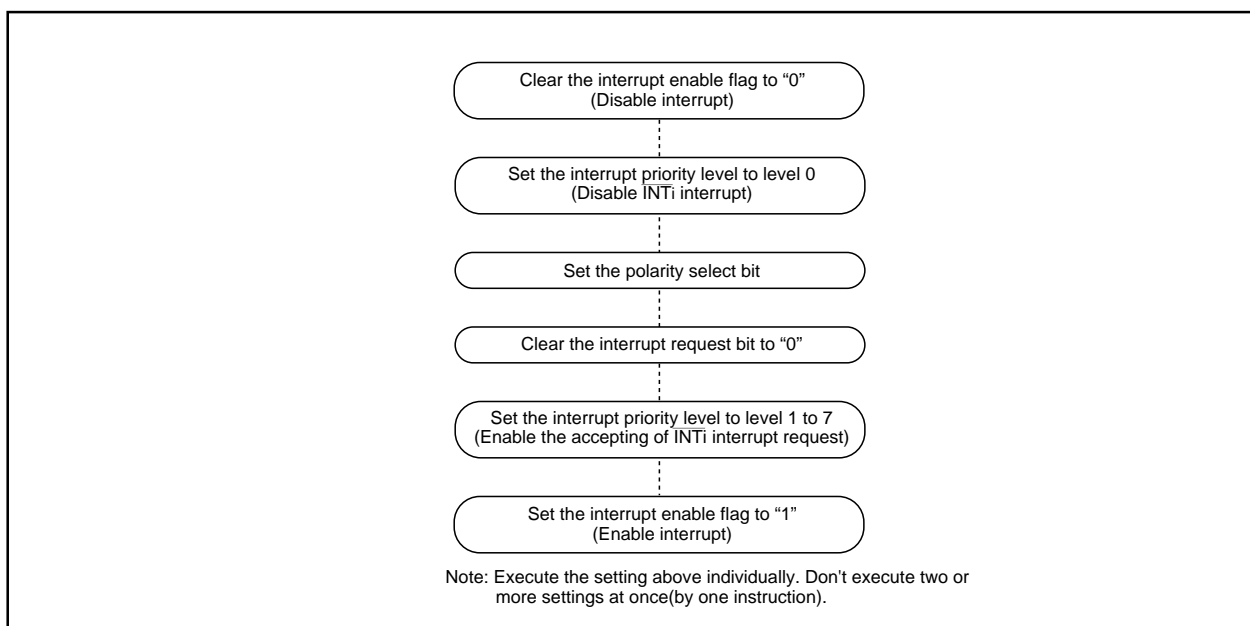 Clear the interrupt enable flag to “0”
(Disable interrupt)
Set the interrupt priority level to level 0
(Disable INTi interrupt)
Set the polarity select bit
Clear the interrupt request bit to “0”
Set the interrupt priority level to level 1 to 7
(Enable the accepting of INTi interrupt request)
Set the interrupt enable flag to “1”
(Enable interrupt)
Note: Execute the setting above individually. Don't execute two or
more settings at once(by one instruction).